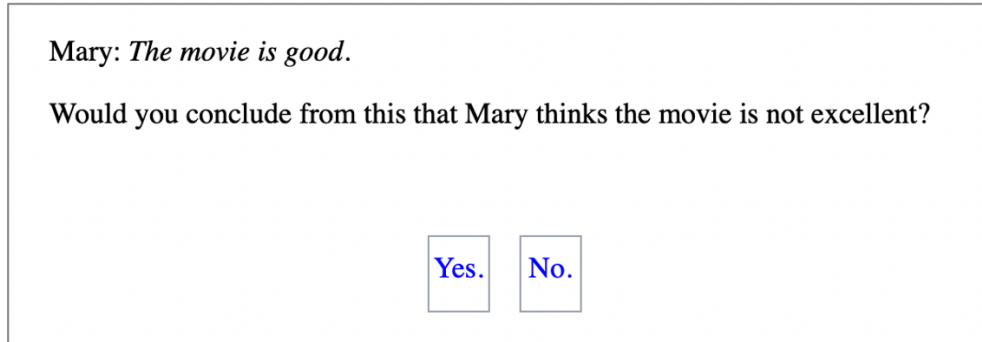 Mary: The movie is good.
Would you conclude from this that Mary thinks the movie is not excellent?
Yes. No.